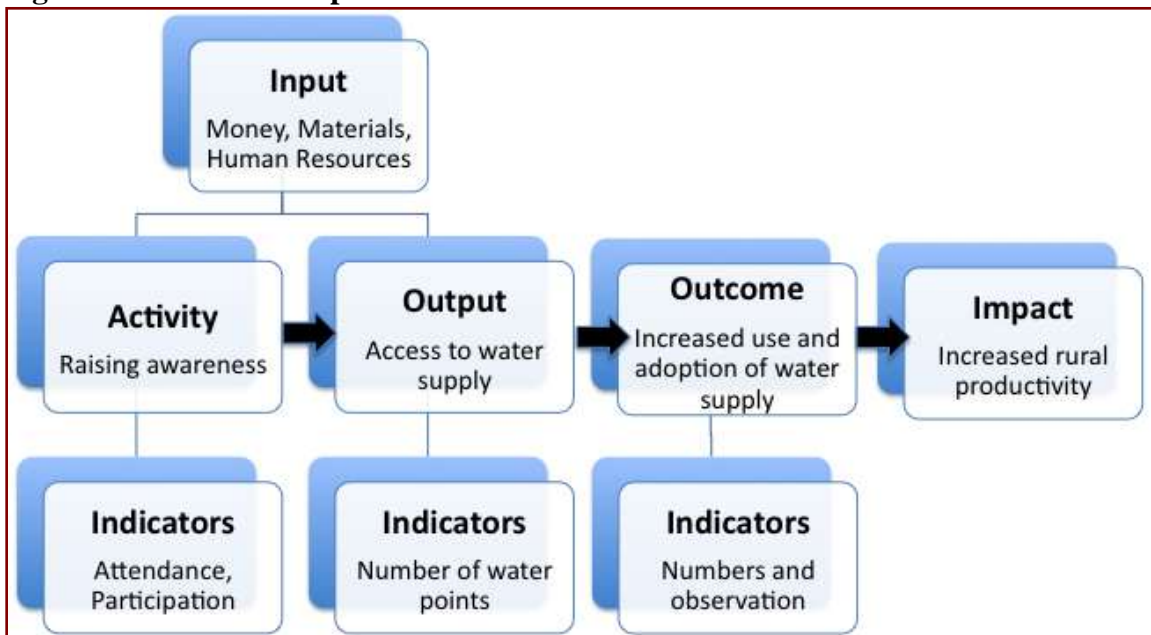 Input
Money, Materials,
Human Resources
Activity
Raising awareness
Output
Access to water
supply
Outcome
Increased use and
adoption of water
supply
Impact
Increased rural
productivity
Indicators
Attendance,
Participation
Indicators
Number of water
points
Indicators
Numbers and
observation